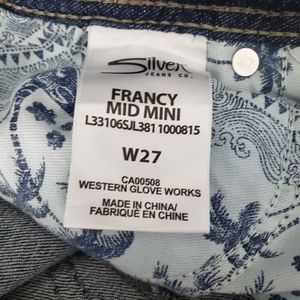 Silver
JEANS CO.
FRANCY
MID MINI
L33106SJL381 1000815
W27
CA00508
WESTERN GLOVE WORKS
MADE IN CHINA/
FABRIQUÉ EN CHINE